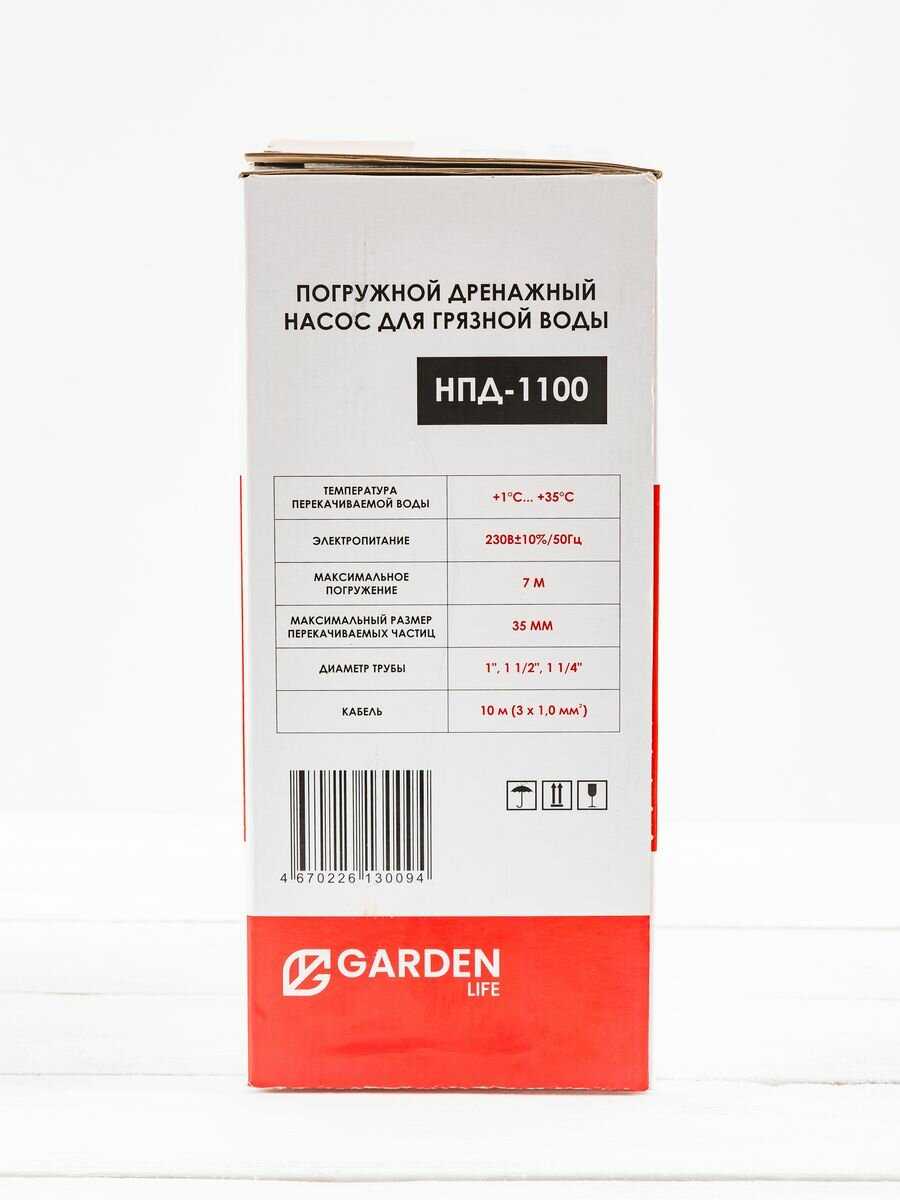 ПОГРУЖНОЙ ДРЕНАЖНЫЙ
НАСОС ДЛЯ ГРЯЗНОЙ ВОДЫ
НПД-1100
ТЕМПЕРАТУРА
ПЕРЕКАЧИВАЕМОЙ ВОДЫ
+1°C... +35°C
ЭЛЕКТРОПИТАНИЕ
230В±10%/50Гц
МАКСИМАЛЬНОЕ
ПОГРУЖЕНИЕ
7 М
МАКСИМАЛЬНЫЙ РАЗМЕР
ПЕРЕКАЧИВАЕМЫХ ЧАСТИЦ
35 ММ
ДИАМЕТР ТРУБЫ
1", 1 1/2", 1 1/4"
КАБЕЛЬ
10 м (3 х 1,0 мм²)
4 670226 130094
GARDEN
LIFE